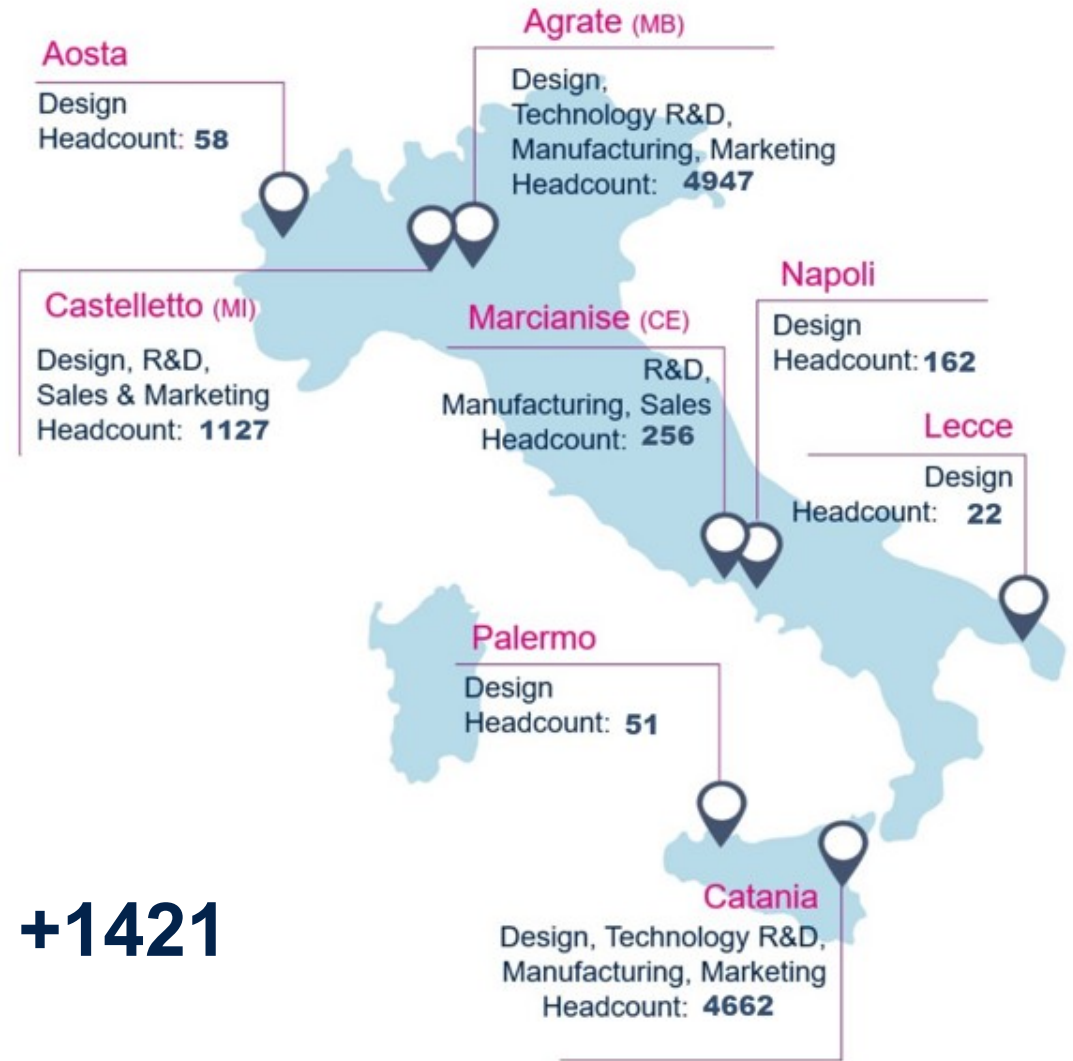 Agrate (MB)
Design,
Technology R&D,
Manufacturing, Marketing
Headcount: 4947
Aosta
Design
Headcount: 58
Castelletto (MI)
Design, R&D,
Sales & Marketing
Headcount: 1127
Marcianise (CE)
R&D,
Manufacturing, Sales
Headcount: 256
Napoli
Design
Headcount: 162
Lecce
Design
Headcount: 22
Palermo
Design
Headcount: 51
Catania
Design, Technology R&D,
Manufacturing, Marketing
Headcount: 4662
+1421